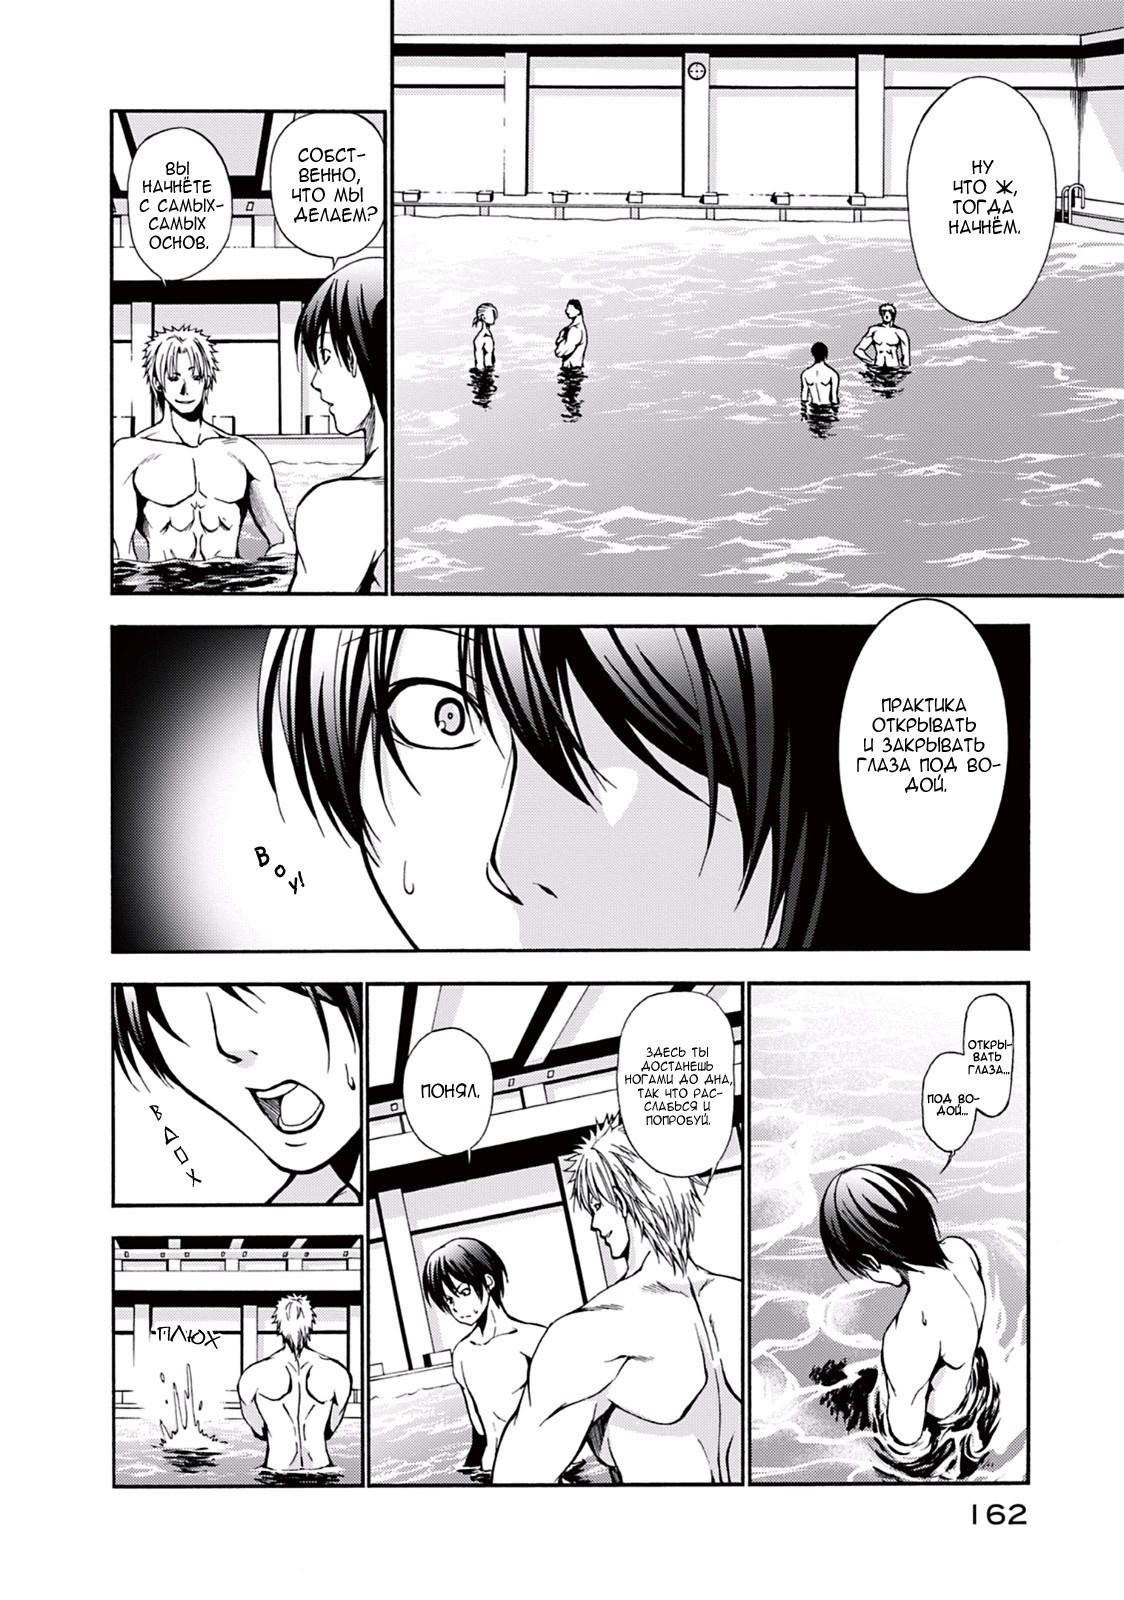 НУ
ЧТО Ж,
ТОГДА
НАЧНЁМ.
СОБСТ-
ВЕННО,
ЧТО МЫ
ДЕЛАЕМ?
ВЫ
НАЧНЁТЕ
С САМЫХ-
САМЫХ
ОСНОВ.
ПРАКТИКА
ОТКРЫВАТЬ
И ЗАКРЫВАТЬ
ГЛАЗА ПОД ВО-
ДОЙ.
ВОУ!
ОТКРЫ-
ВАТЬ
ГЛАЗА...
ПОД ВО-
ДОЙ...
ЗДЕСЬ ТЫ
ДОСТАНЕШЬ
НОГАМИ ДО ДНА,
ТАК ЧТО РАС-
СЛАБЬСЯ И
ПОПРОБУЙ.
ПОНЯЛ.
ВДОХ
ПЛЮХ
162